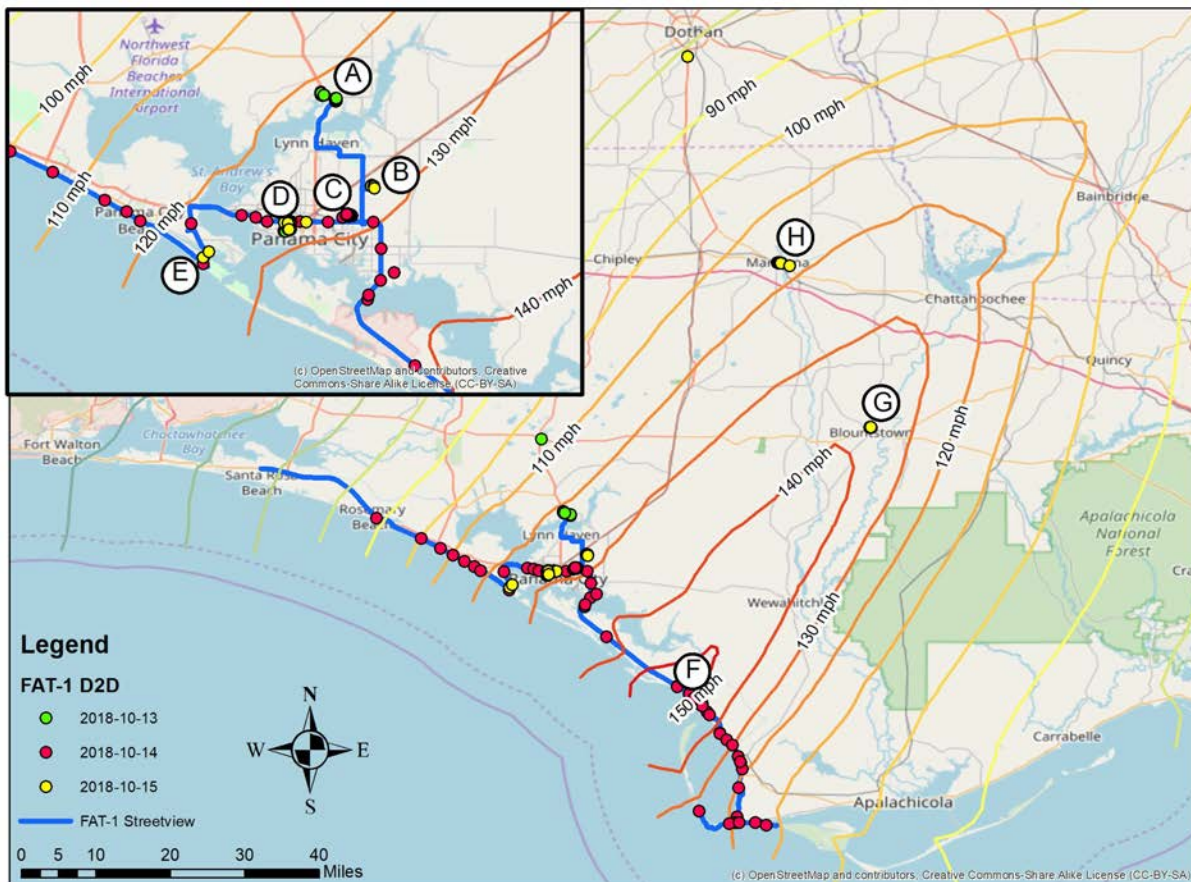 Northwest
Florida
Beaches
International
Airport
100 mph
A
Lynn Haven
130 mph
St. Andrew's
Bay
B
D
C
110 mph
Panama City
120 mph
Panama City
E
140 mph
(c) OpenStreetMap and contributors, Creative
Commons-Share Alike License (CC-BY-SA)
Dothan
90 mph
100 mph
Bainbridge
H
Chipley
Chattahoochee
Quincy
G
Blountstown
Fort Walton
Beach
Choctawhatchee
Bay
110 mph
120 mph
Santa Rosa
Beach
140 mph
Rosemary
Beach
Apalachicola
National
Forest
Lynn Haven
Panama City
130 mph
F
150 mph
Carrabelle
Apalachicola
Legend
FAT-1 D2D
2018-10-13
2018-10-14
2018-10-15
FAT-1 Streetview
N
W E
S
0 5 10 20 30 40
Miles
(c) OpenStreetMap and contributors, Creative Commons-Share Alike License (CC-BY-SA)